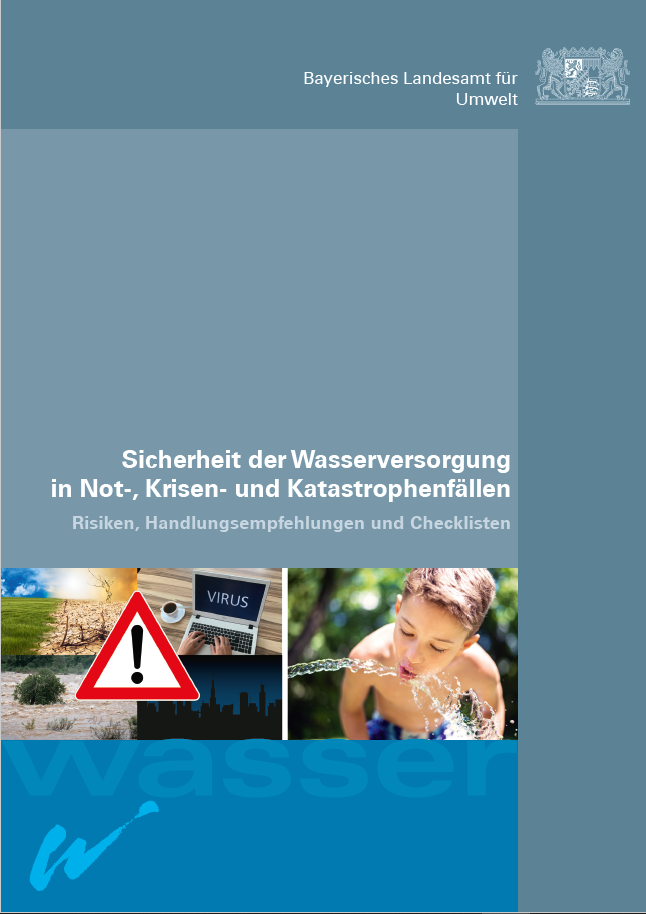 Bayerisches Landesamt für
Umwelt
Sicherheit der Wasserversorgung
in Not-, Krisen- und Katastrophenfällen
Risiken, Handlungsempfehlungen und Checklisten
VIRUS
!
wasser
w